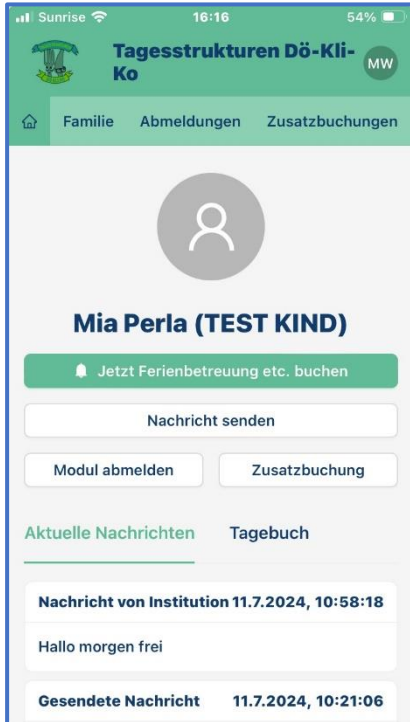 Sunrise 16:16 54%
Tagesstrukturen Dö-Kli-
Ko
MW
Familie Abmeldungen Zusatzbuchungen
Mia Perla (TEST KIND)
Jetzt Ferienbetreuung etc. buchen
Nachricht senden
Modul abmelden Zusatzbuchung
Aktuelle Nachrichten Tagebuch
Nachricht von Institution 11.7.2024, 10:58:18
Hallo morgen frei
Gesendete Nachricht 11.7.2024, 10:21:06